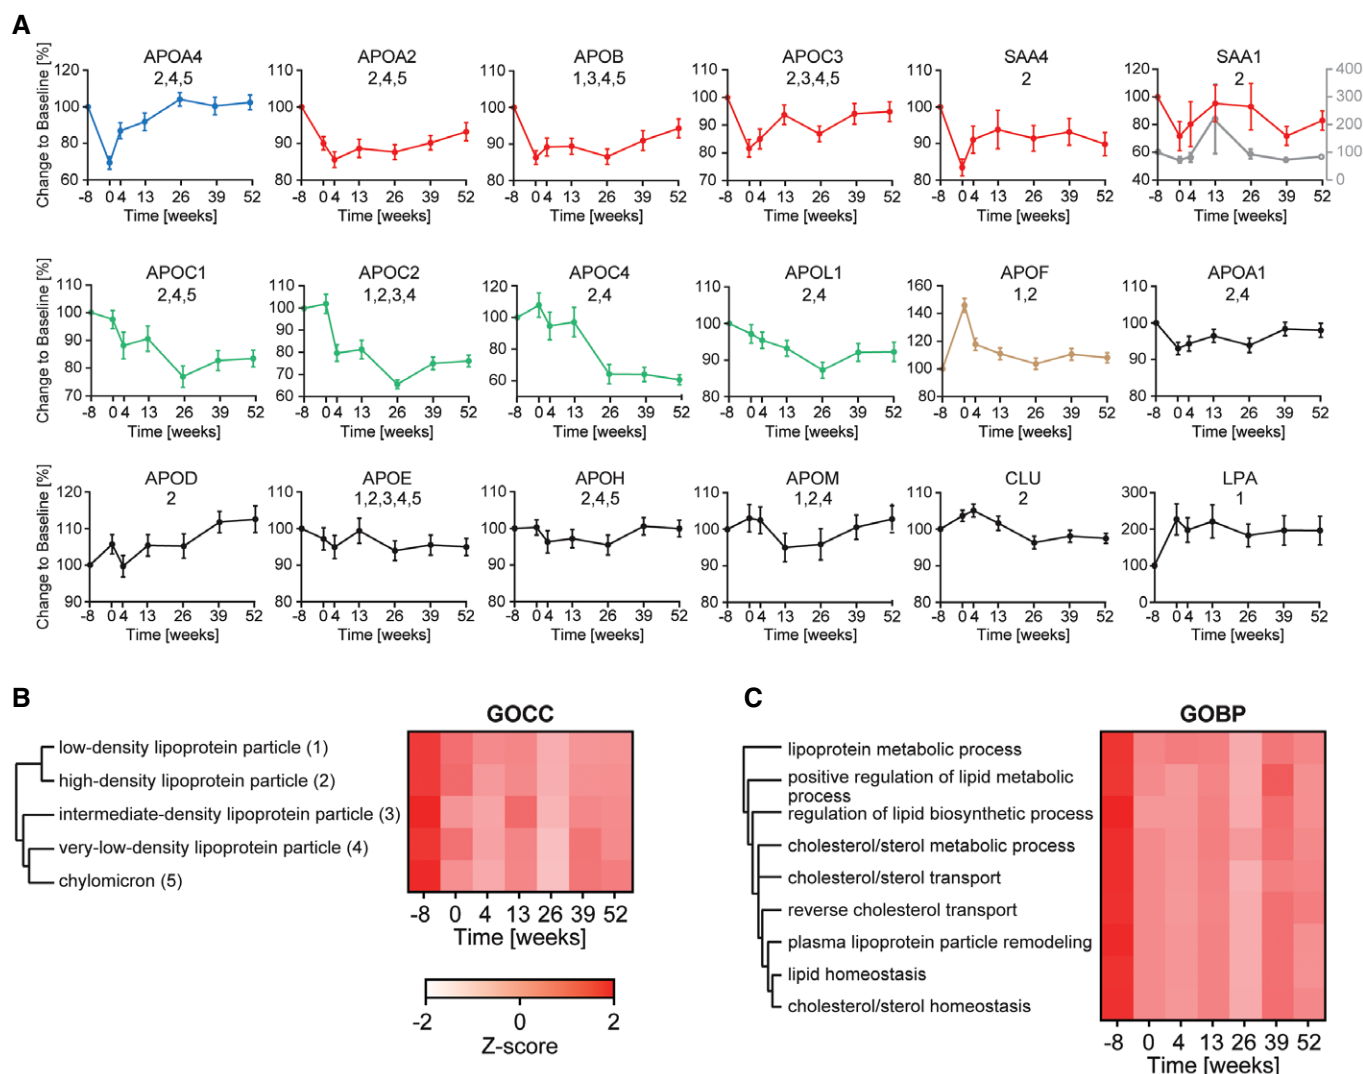 A
APOA4
2,4,5
Change to Baseline [%]
120
100
80
60
-8 0 4 13 26 39 52
Time [weeks]
APOA2
2,4,5
110
100
90
80
-8 0 4 13 26 39 52
Time [weeks]
APOB
1,3,4,5
110
100
90
80
-8 0 4 13 26 39 52
Time [weeks]
APOC3
2,3,4,5
110
100
90
80
70
-8 0 4 13 26 39 52
Time [weeks]
SAA4
2
110
100
90
80
-8 0 4 13 26 39 52
Time [weeks]
SAA1
2
120
100
80
60
40
400
300
200
100
0
-8 0 4 13 26 39 52
Time [weeks]
APOC1
2,4,5
Change to Baseline [%]
110
100
90
80
70
-8 0 4 13 26 39 52
Time [weeks]
APOC2
1,2,3,4
110
100
90
80
70
60
-8 0 4 13 26 39 52
Time [weeks]
APOC4
2,4
120
100
80
60
-8 0 4 13 26 39 52
Time [weeks]
APOL1
2,4
110
100
90
80
-8 0 4 13 26 39 52
Time [weeks]
APOF
1,2
160
140
120
100
80
-8 0 4 13 26 39 52
Time [weeks]
APOA1
2,4
110
100
90
80
-8 0 4 13 26 39 52
Time [weeks]
APOD
2
Change to Baseline [%]
120
110
100
90
-8 0 4 13 26 39 52
Time [weeks]
APOE
1,2,3,4,5
110
100
90
80
-8 0 4 13 26 39 52
Time [weeks]
APOH
2,4,5
110
100
90
80
-8 0 4 13 26 39 52
Time [weeks]
APOM
1,2,4
110
100
90
80
-8 0 4 13 26 39 52
Time [weeks]
CLU
2
110
100
90
80
-8 0 4 13 26 39 52
Time [weeks]
LPA
1
300
200
100
0
-8 0 4 13 26 39 52
Time [weeks]
B
GOCC
low-density lipoprotein particle (1)
high-density lipoprotein particle (2)
intermediate-density lipoprotein particle (3)
very-low-density lipoprotein particle (4)
chylomicron (5)
-8 0 4 13 26 39 52
Time [weeks]
-2 0 2
Z-score
C
GOBP
lipoprotein metabolic process
positive regulation of lipid metabolic
process
regulation of lipid biosynthetic process
cholesterol/sterol metabolic process
cholesterol/sterol transport
reverse cholesterol transport
plasma lipoprotein particle remodeling
lipid homeostasis
cholesterol/sterol homeostasis
-8 0 4 13 26 39 52
Time [weeks]